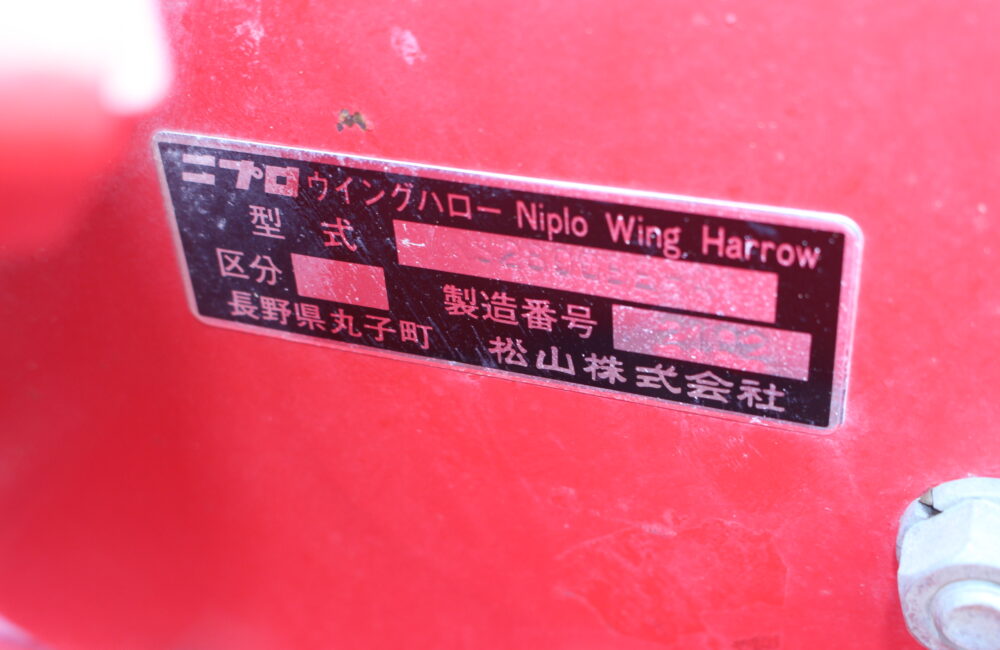 ニプロ ウイングハロー Niplo Wing Harrow
型式
区分 製造番号
長野県丸子町 松山株式会社